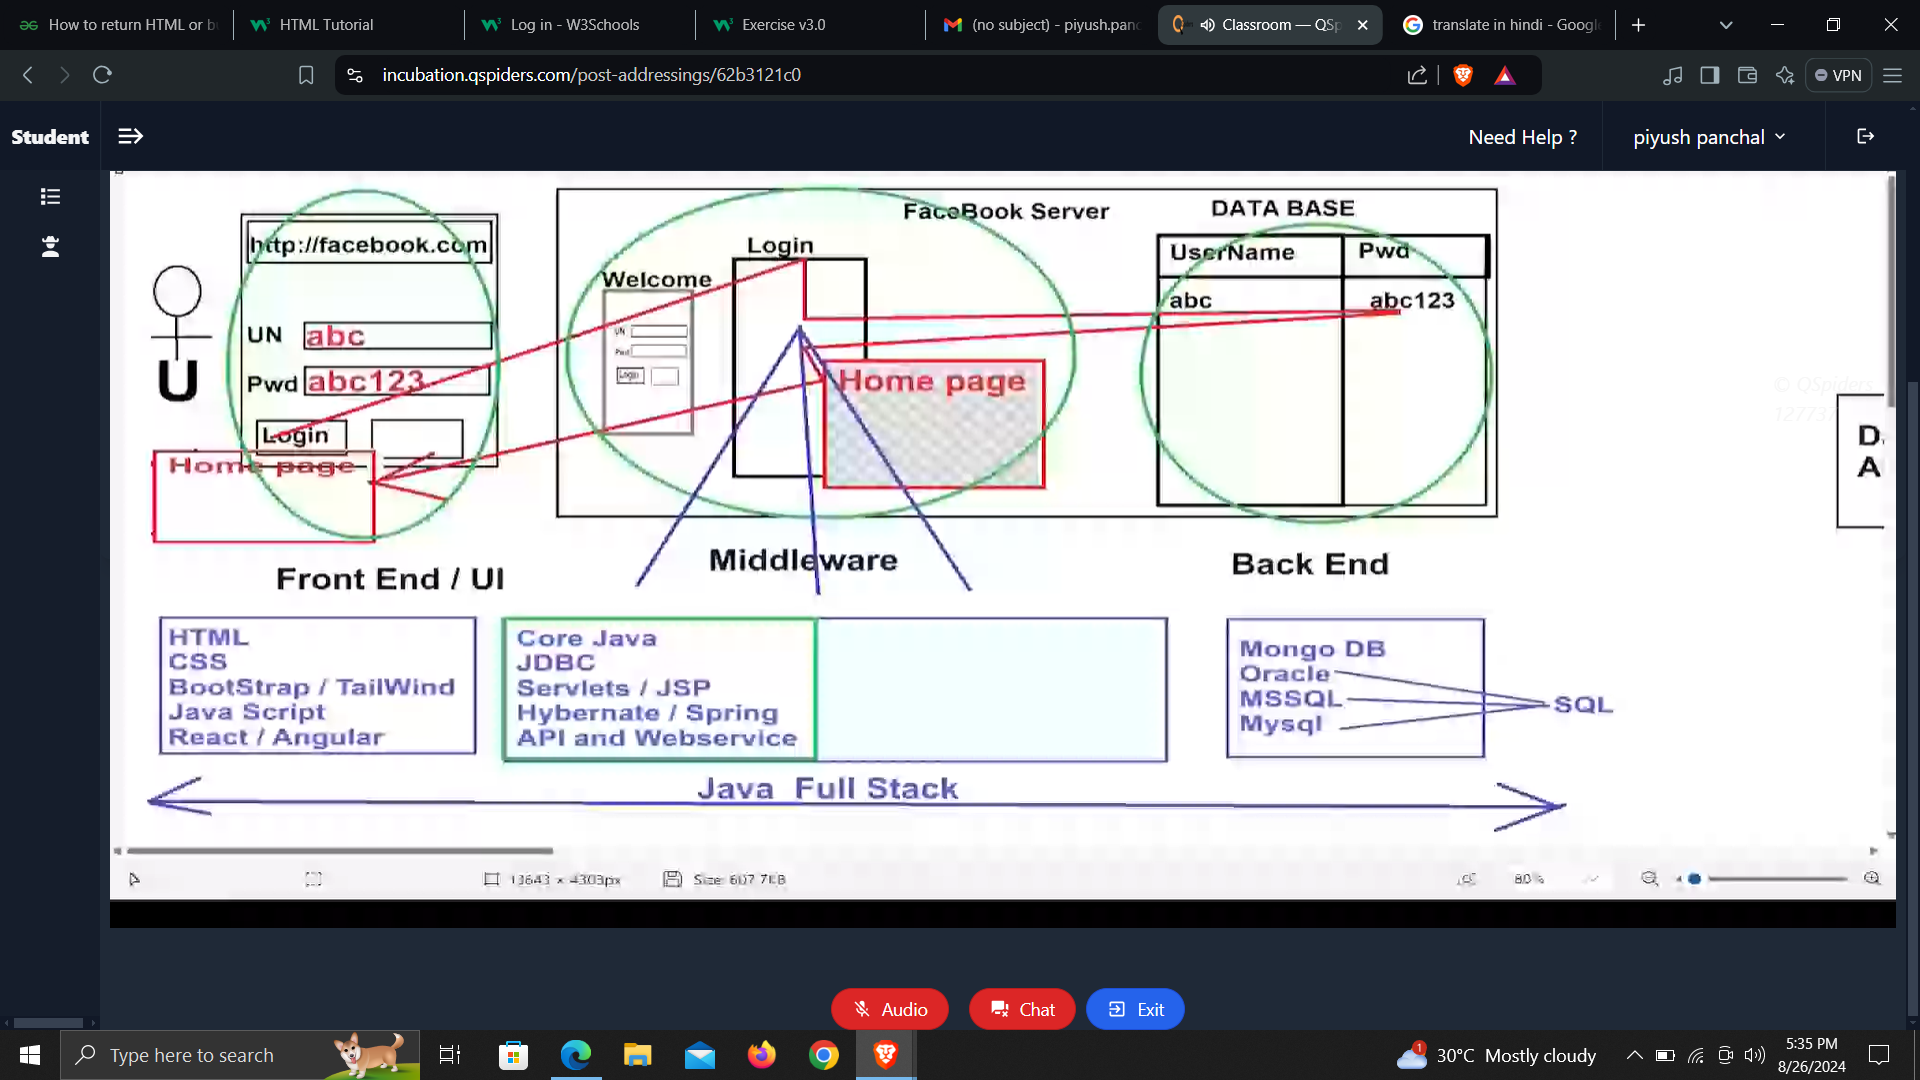 How to return HTML or b
HTML Tutorial
Log in - W3Schools
Exercise v3.0
(no subject) - piyush.panc
Classroom — QSp
translate in hindi - Google
incubation.qspiders.com/post-addressings/62b3121c0
VPN
Student
Need Help ?
piyush panchal
FaceBook Server
DATA BASE
http://facebook.com
Login
UserName
Pwd
Welcome
abc
abc123
UN
abc
UN
Pwd
U
Pwd
abc123
Login
Home page
© QSpiders
127737
Login
Home page
D
A
Front End / UI
Middleware
Back End
HTML
CSS
BootStrap / TailWind
Java Script
React / Angular
Core Java
JDBC
Servlets / JSP
Hybernate / Spring
API and Webservice
Mongo DB
Oracle
MSSQL
Mysql
SQL
Java Full Stack
13643 × 4303px
Size: 607.7KB
80%
Audio
Chat
Exit
Type here to search
1
30°C Mostly cloudy
5:35 PM
8/26/2024